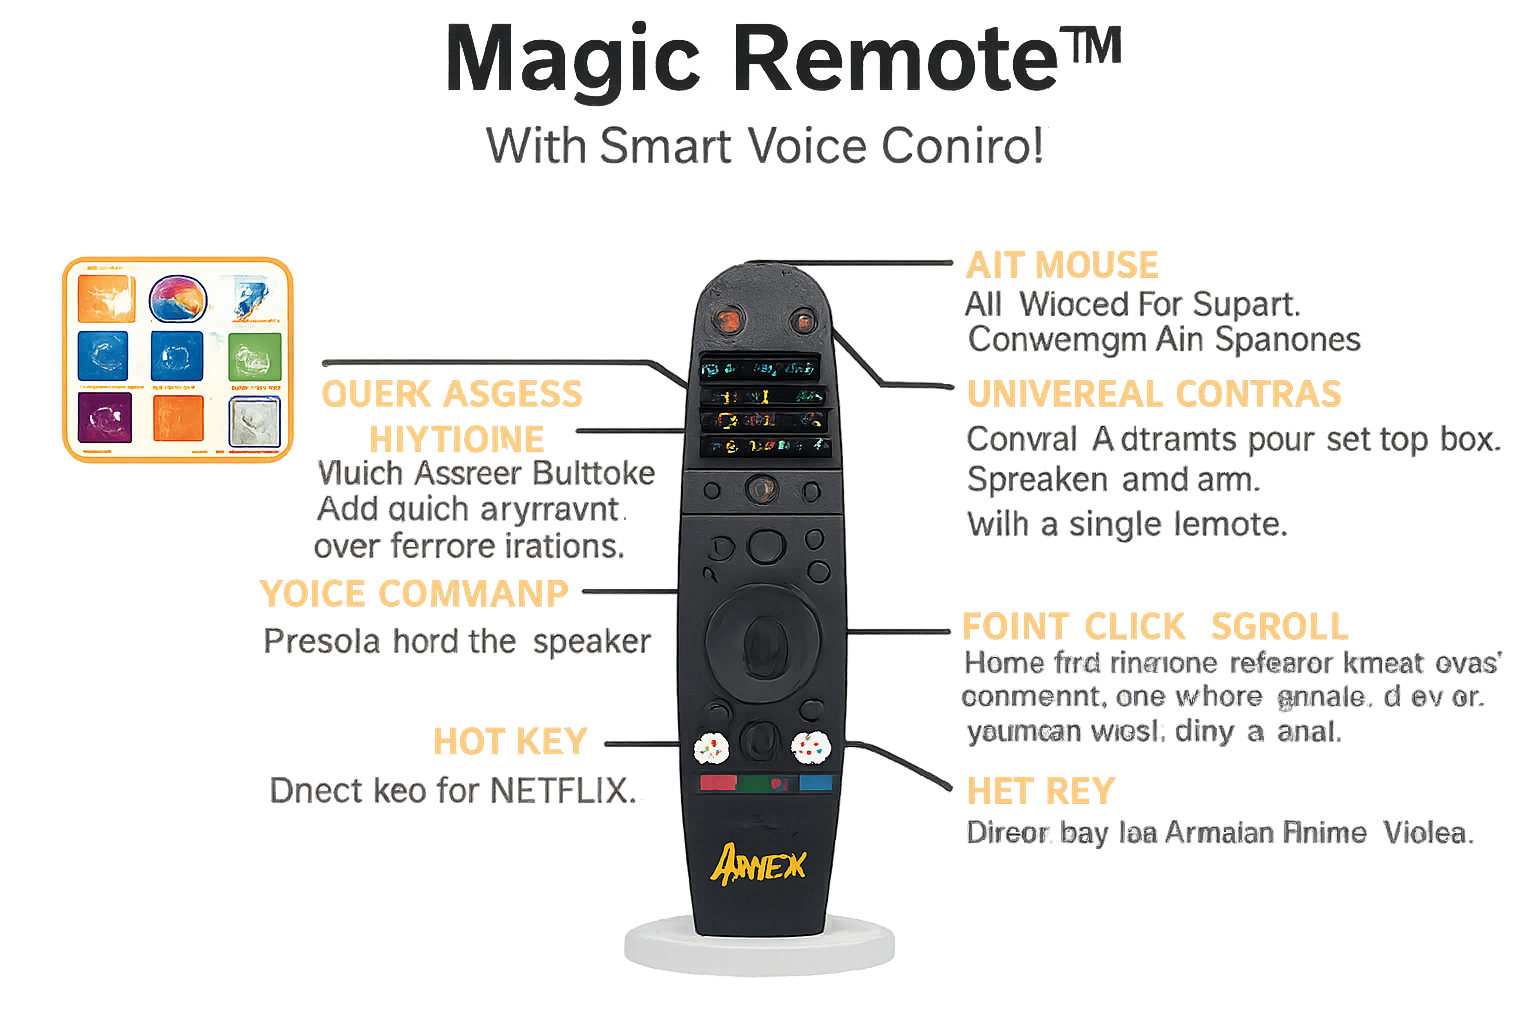 Magic Remote™
With Smart Voice Coniro!
QUERK ASGESS
HIYTIOINE
Vluich Assreer Bulttoke
Add quich aryrravnt.
over ferrore irations.
YOICE COMMANP
Presola hord the speaker
HOT KEY
Dnect keo for NETFLIX.
AIT MOUSE
All Wioced For Supart.
Conwemgm Ain Spanones
UNIVEREAL CONTRAS
Convral A dtramts pour set top box.
Spreaken amd arm.
wilh a single lemote.
FOINT CLICK SGROLL
Home frrd rinarione refearor kmeat ovas'
conmennt, one whore gnnale. d ev or.
youmcan wiosl. diny a anal.
HET REY
Direor. bay loa Armaian Rnime Violea.
ANNEX